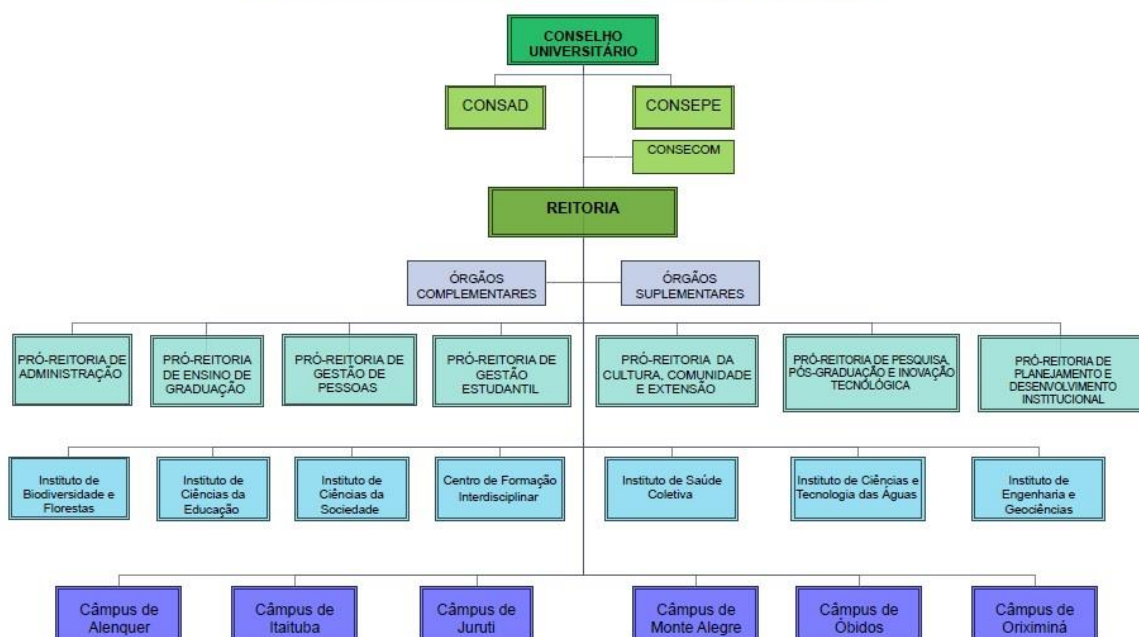 CONSELHO
UNIVERSITÁRIO
CONSAD
CONSEPE
CONSECOM
REITORIA
ÓRGÃOS
COMPLEMENTARES
ÓRGÃOS
SUPLEMENTARES
PRÓ-REITORIA DE
ADMINISTRAÇÃO
PRÓ-REITORIA
DE ENSINO DE
GRADUAÇÃO
PRÓ-REITORIA DE
GESTÃO DE
PESSOAS
PRÓ-REITORIA DE
GESTÃO
ESTUDANTIL
PRÓ-REITORIA DA
CULTURA, COMUNIDADE
E EXTENSÃO
PRÓ-REITORIA DE PESQUISA,
PÓS-GRADUAÇÃO E INOVAÇÃO
TECNOLÓGICA
PRÓ-REITORIA DE
PLANEJAMENTO E
DESENVOLVIMENTO
INSTITUCIONAL
Instituto de
Biodiversidade e
Florestas
Instituto de
Ciências da
Educação
Instituto de
Ciências da
Sociedade
Centro de Formação
Interdisciplinar
Instituto de Saúde
Coletiva
Instituto de Ciências e
Tecnologia das Águas
Instituto de
Engenharia e
Geociências
Câmpus de
Alenquer
Câmpus de
Itaituba
Câmpus de
Juruti
Câmpus de
Monte Alegre
Câmpus de
Óbidos
Câmpus de
Oriximiná